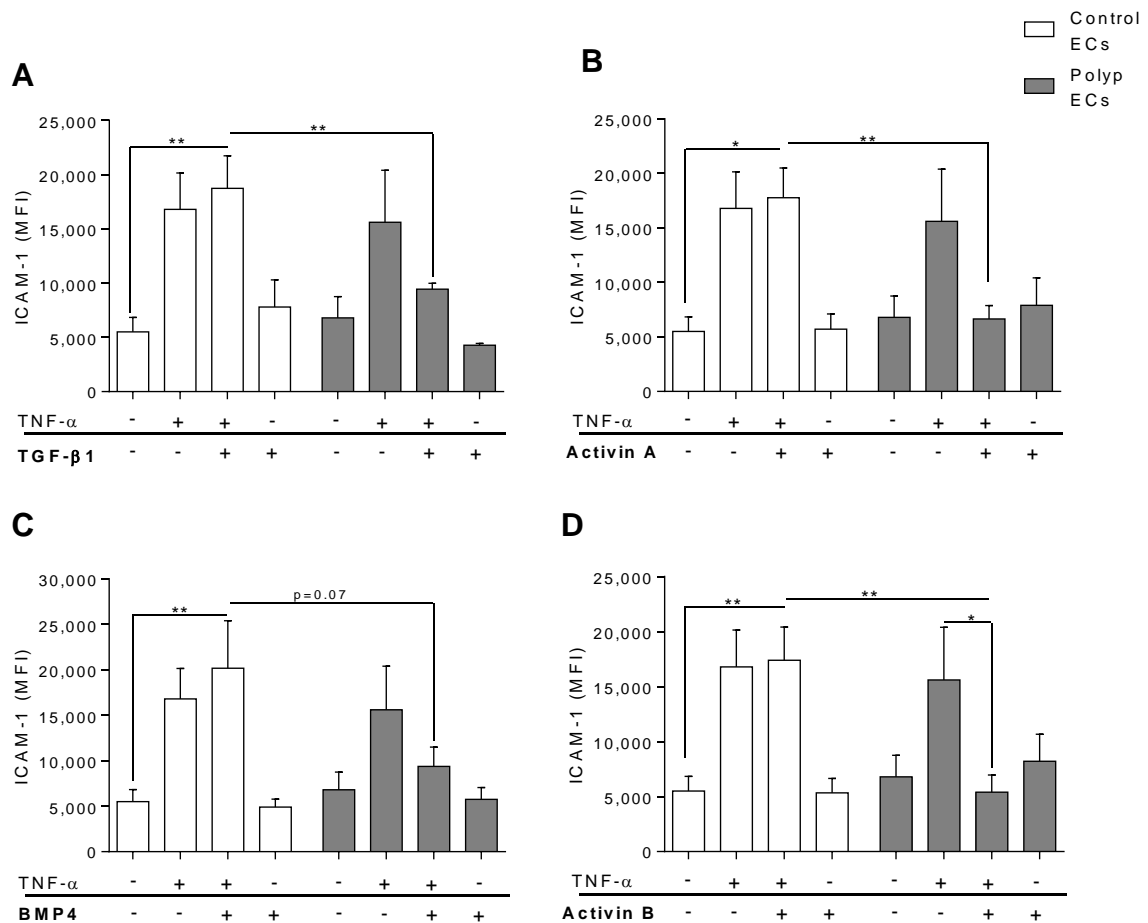 Control
ECs
Polyp
ECs
A
25,000
20,000
15,000
10,000
5,000
0
ICAM-1 (MFI)
**
**
TNF-α - + + - - + + -
TGF-β1 - - + + - - + +
B
25,000
20,000
15,000
10,000
5,000
0
ICAM-1 (MFI)
*
**
TNF-α - + + - - + + -
Activin A - - + + - - + +
C
30,000
25,000
20,000
15,000
10,000
5,000
0
ICAM-1 (MFI)
**
p=0.07
TNF-α - + + - - + + -
BMP4 - - + + - - + +
D
25,000
20,000
15,000
10,000
5,000
0
ICAM-1 (MFI)
**
**
*
TNF-α - + + - - + + -
Activin B - - + + - - + +